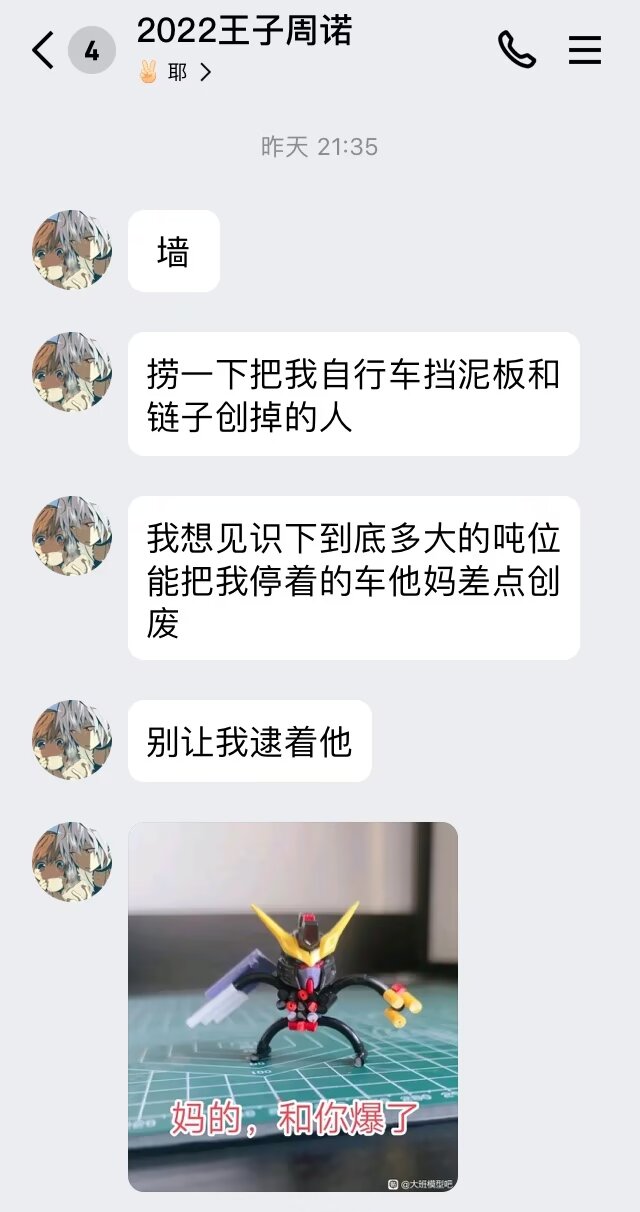 4
2022王子周诺
✌🏻 耶
昨天 21:35
墙
捞一下把我自行车挡泥板和
链子创掉的人
我想见识下到底多大的吨位
能把我停着的车他妈差点创
废
别让我逮着他
妈的，和你爆了
@大班模型吧